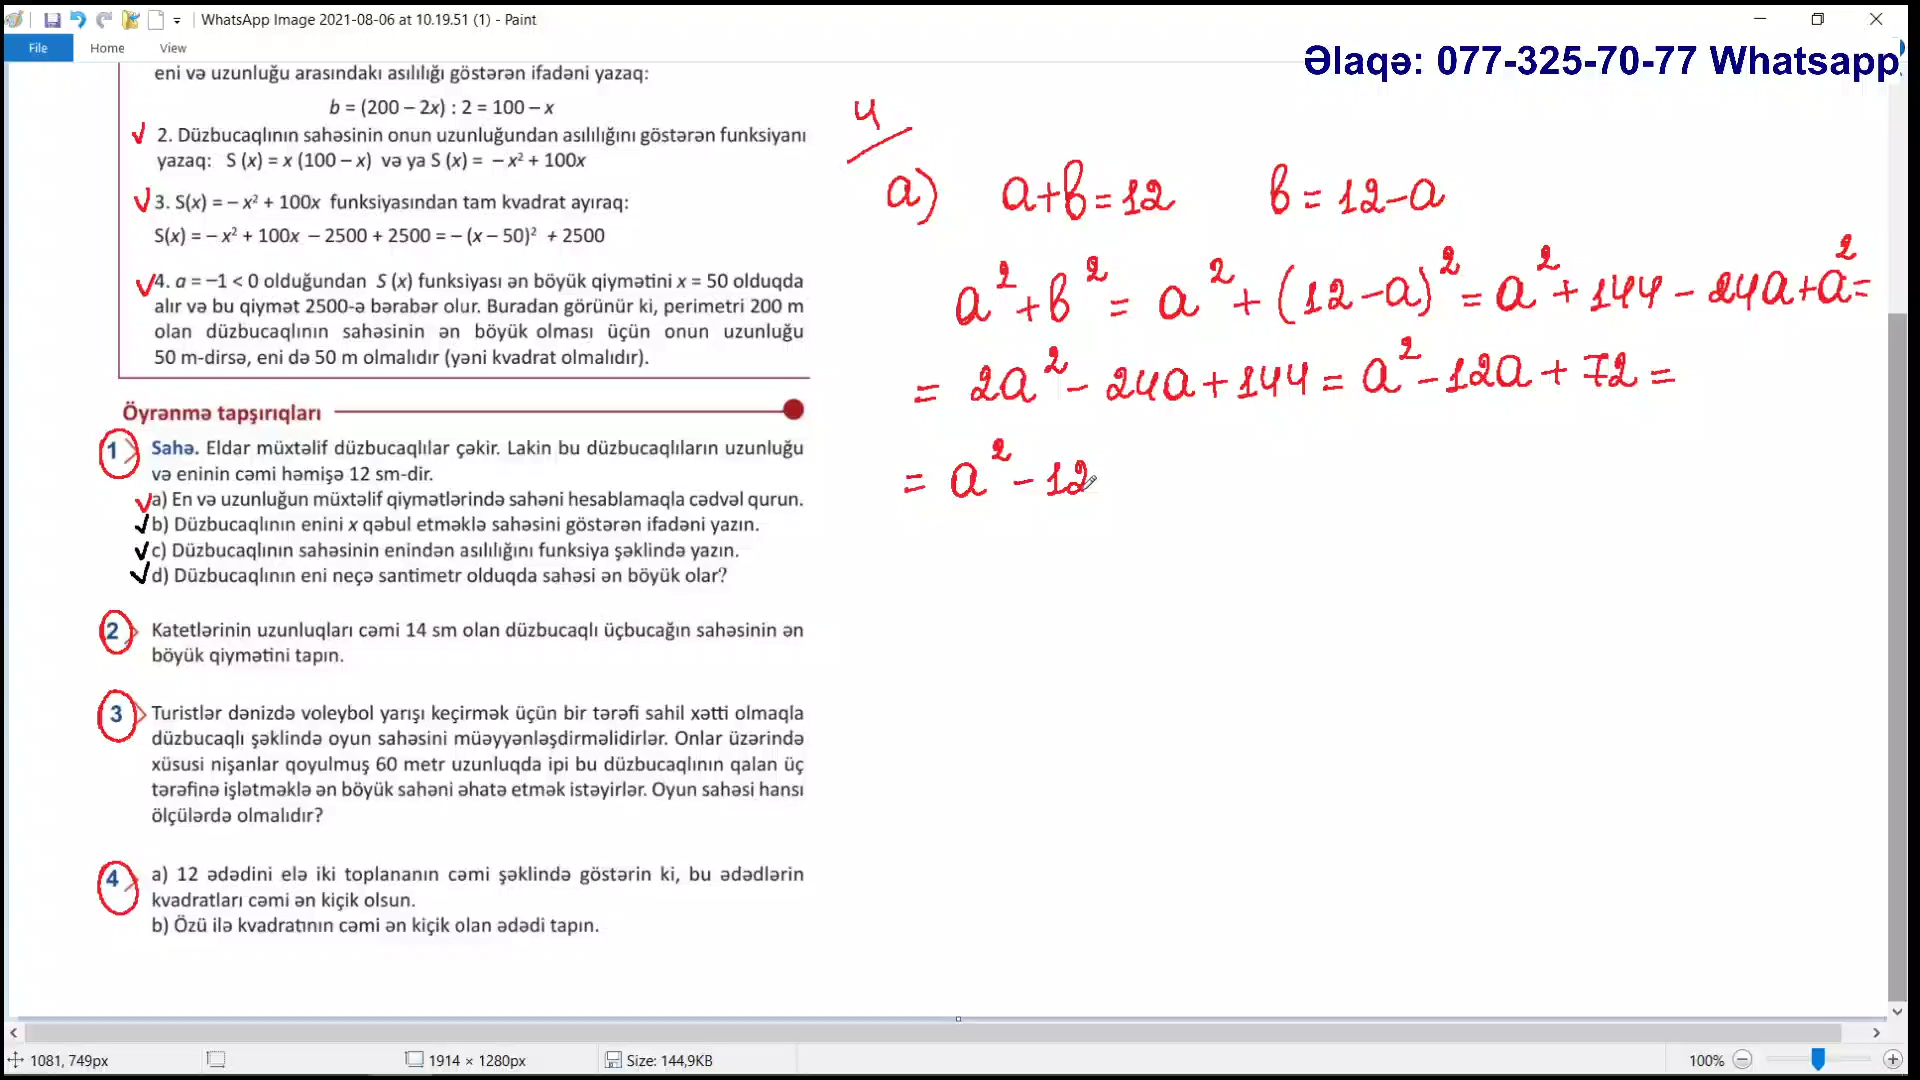 WhatsApp Image 2021-08-06 at 10.19.51 (1) - Paint
File Home View
Əlaqə: 077-325-70-77 Whatsapp
eni və uzunluğu arasındakı asılılığı göstərən ifadəni yazaq:
b = (200 – 2x) : 2 = 100 – x
2. Düzbucaqlının sahəsinin onun uzunluğundan asılılığını göstərən funksiyanı
yazaq: S (x) = x (100 – x) və ya S (x) = – x² + 100x
3. S(x) = – x² + 100x funksiyasından tam kvadrat ayıraq:
S(x) = – x² + 100x – 2500 + 2500 = – (x – 50)² + 2500
4. a = –1 < 0 olduğundan S (x) funksiyası ən böyük qiymətini x = 50 olduqda
alır və bu qiymət 2500-ə bərabər olur. Buradan görünür ki, perimetri 200 m
olan düzbucaqlının sahəsinin ən böyük olması üçün onun uzunluğu
50 m-dirsə, eni də 50 m olmalıdır (yəni kvadrat olmalıdır).
Öyrənmə tapşırıqları
1 Sahə. Eldar müxtəlif düzbucaqlılar çəkir. Lakin bu düzbucaqlıların uzunluğu
və eninin cəmi həmişə 12 sm-dir.
a) En və uzunluğun müxtəlif qiymətlərində sahəni hesablamaqla cədvəl qurun.
b) Düzbucaqlının enini x qəbul etməklə sahəsini göstərən ifadəni yazın.
c) Düzbucaqlının sahəsinin enindən asılılığını funksiya şəklində yazın.
d) Düzbucaqlının eni neçə santimetr olduqda sahəsi ən böyük olar?
2 Katetlərinin uzunluqları cəmi 14 sm olan düzbucaqlı üçbucağın sahəsinin ən
böyük qiymətini tapın.
3 Turistlər dənizdə voleybol yarışı keçirmək üçün bir tərəfi sahil xətti olmaqla
düzbucaqlı şəklində oyun sahəsini müəyyənləşdirməlidirlər. Onlar üzərində
xüsusi nişanlar qoyulmuş 60 metr uzunluqda ipi bu düzbucaqlının qalan üç
tərəfinə işlətməklə ən böyük sahəni əhatə etmək istəyirlər. Oyun sahəsi hansı
ölçülərdə olmalıdır?
4 a) 12 ədədini elə iki toplananın cəmi şəklində göstərin ki, bu ədədlərin
kvadratları cəmi ən kiçik olsun.
b) Özü ilə kvadratının cəmi ən kiçik olan ədədi tapın.
4
a) a+b=12 b=12-a
a²+b²= a²+(12-a)²=a²+144-24a+a²=
= 2a²-24a+144=a²-12a+72=
= a²-12
1081, 749px 1914 × 1280px Size: 144,9KB 100%